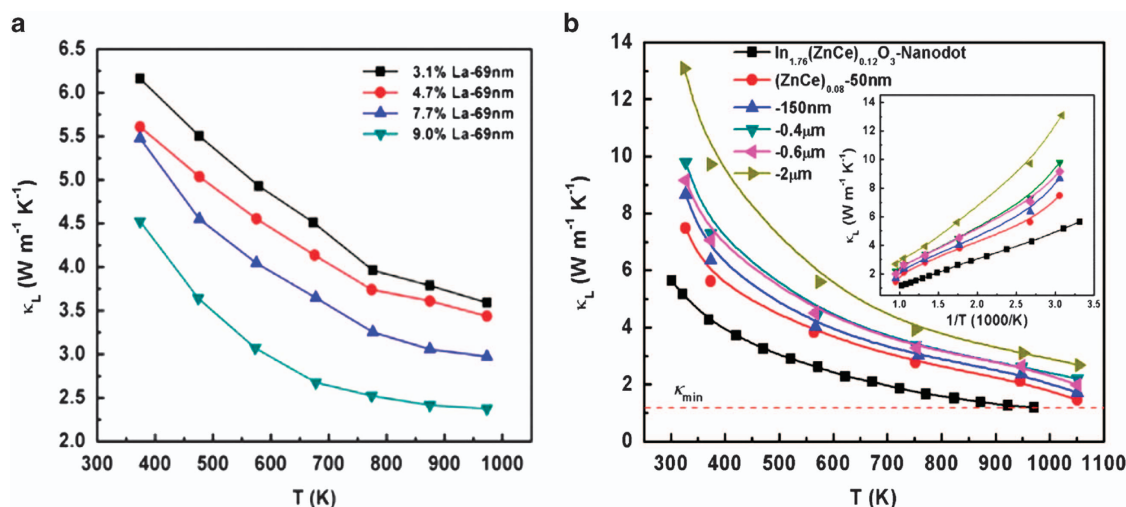 a
6.5
6.0
5.5
5.0
4.5
4.0
3.5
3.0
2.5
2.0
κL (W m-1 K-1)
3.1% La-69nm
4.7% La-69nm
7.7% La-69nm
9.0% La-69nm
300 400 500 600 700 800 900 1000
T (K)
b
14
12
10
8
6
4
2
0
κL (W m-1 K-1)
In1.76(ZnCe)0.12O3-Nanodot
(ZnCe)0.08-50nm
-150nm
-0.4μm
-0.6μm
-2μm
14
12
10
8
6
4
2
κL (W m-1 K-1)
1.0 1.5 2.0 2.5 3.0 3.5
1/T (1000/K)
κmin
300 400 500 600 700 800 900 1000 1100
T (K)